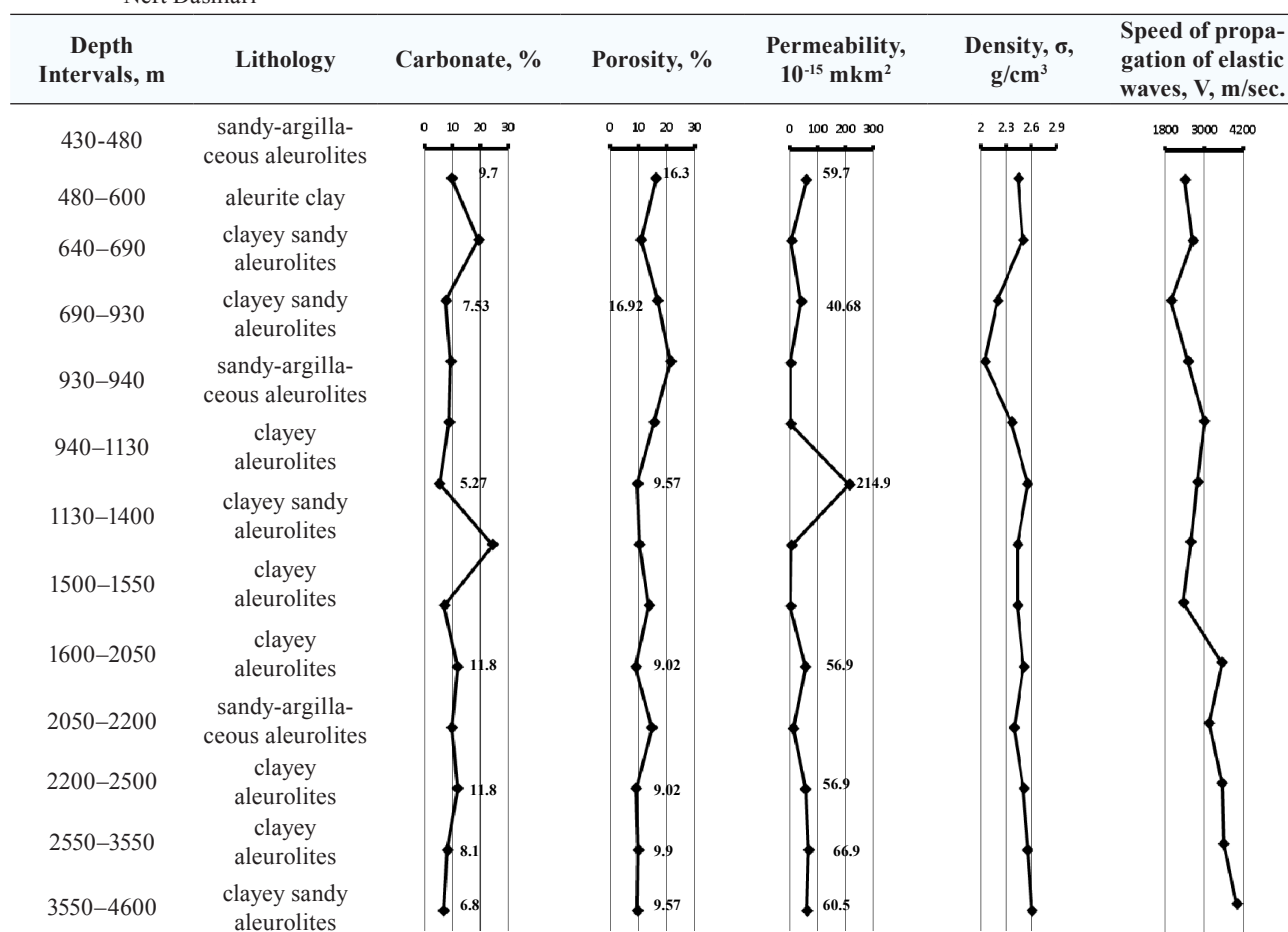 Neft Dashlari
Depth Intervals, m
Lithology
Carbonate, %
Porosity, %
Permeability, 10⁻¹⁵ mkm²
Density, σ, g/cm³
Speed of propa-
gation of elastic
waves, V, m/sec.
0 10 20 30
0 10 20 30
0 100 200 300
2 2.3 2.6 2.9
1800 3000 4200
430-480
sandy-argilla-
ceous aleurolites
9.7
16.3
59.7
480–600
aleurite clay
640–690
clayey sandy
aleurolites
690–930
clayey sandy
aleurolites
7.53
16.92
40.68
930–940
sandy-argilla-
ceous aleurolites
940–1130
clayey
aleurolites
5.27
9.57
214.9
1130–1400
clayey sandy
aleurolites
1500–1550
clayey
aleurolites
1600–2050
clayey
aleurolites
11.8
9.02
56.9
2050–2200
sandy-argilla-
ceous aleurolites
2200–2500
clayey
aleurolites
11.8
9.02
56.9
2550–3550
clayey
aleurolites
8.1
9.9
66.9
3550–4600
clayey sandy
aleurolites
6.8
9.57
60.5